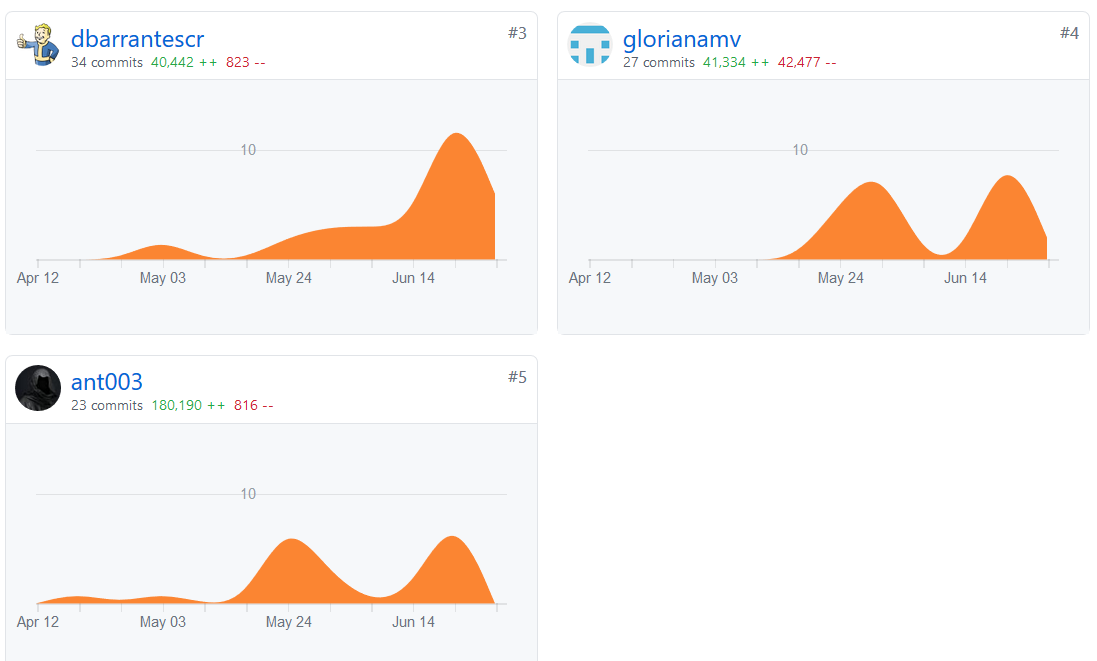 dbarrantescr #3
34 commits 40,442 ++ 823 --
10
Apr 12 May 03 May 24 Jun 14
glorianamv #4
27 commits 41,334 ++ 42,477 --
10
Apr 12 May 03 May 24 Jun 14
ant003 #5
23 commits 180,190 ++ 816 --
10
Apr 12 May 03 May 24 Jun 14